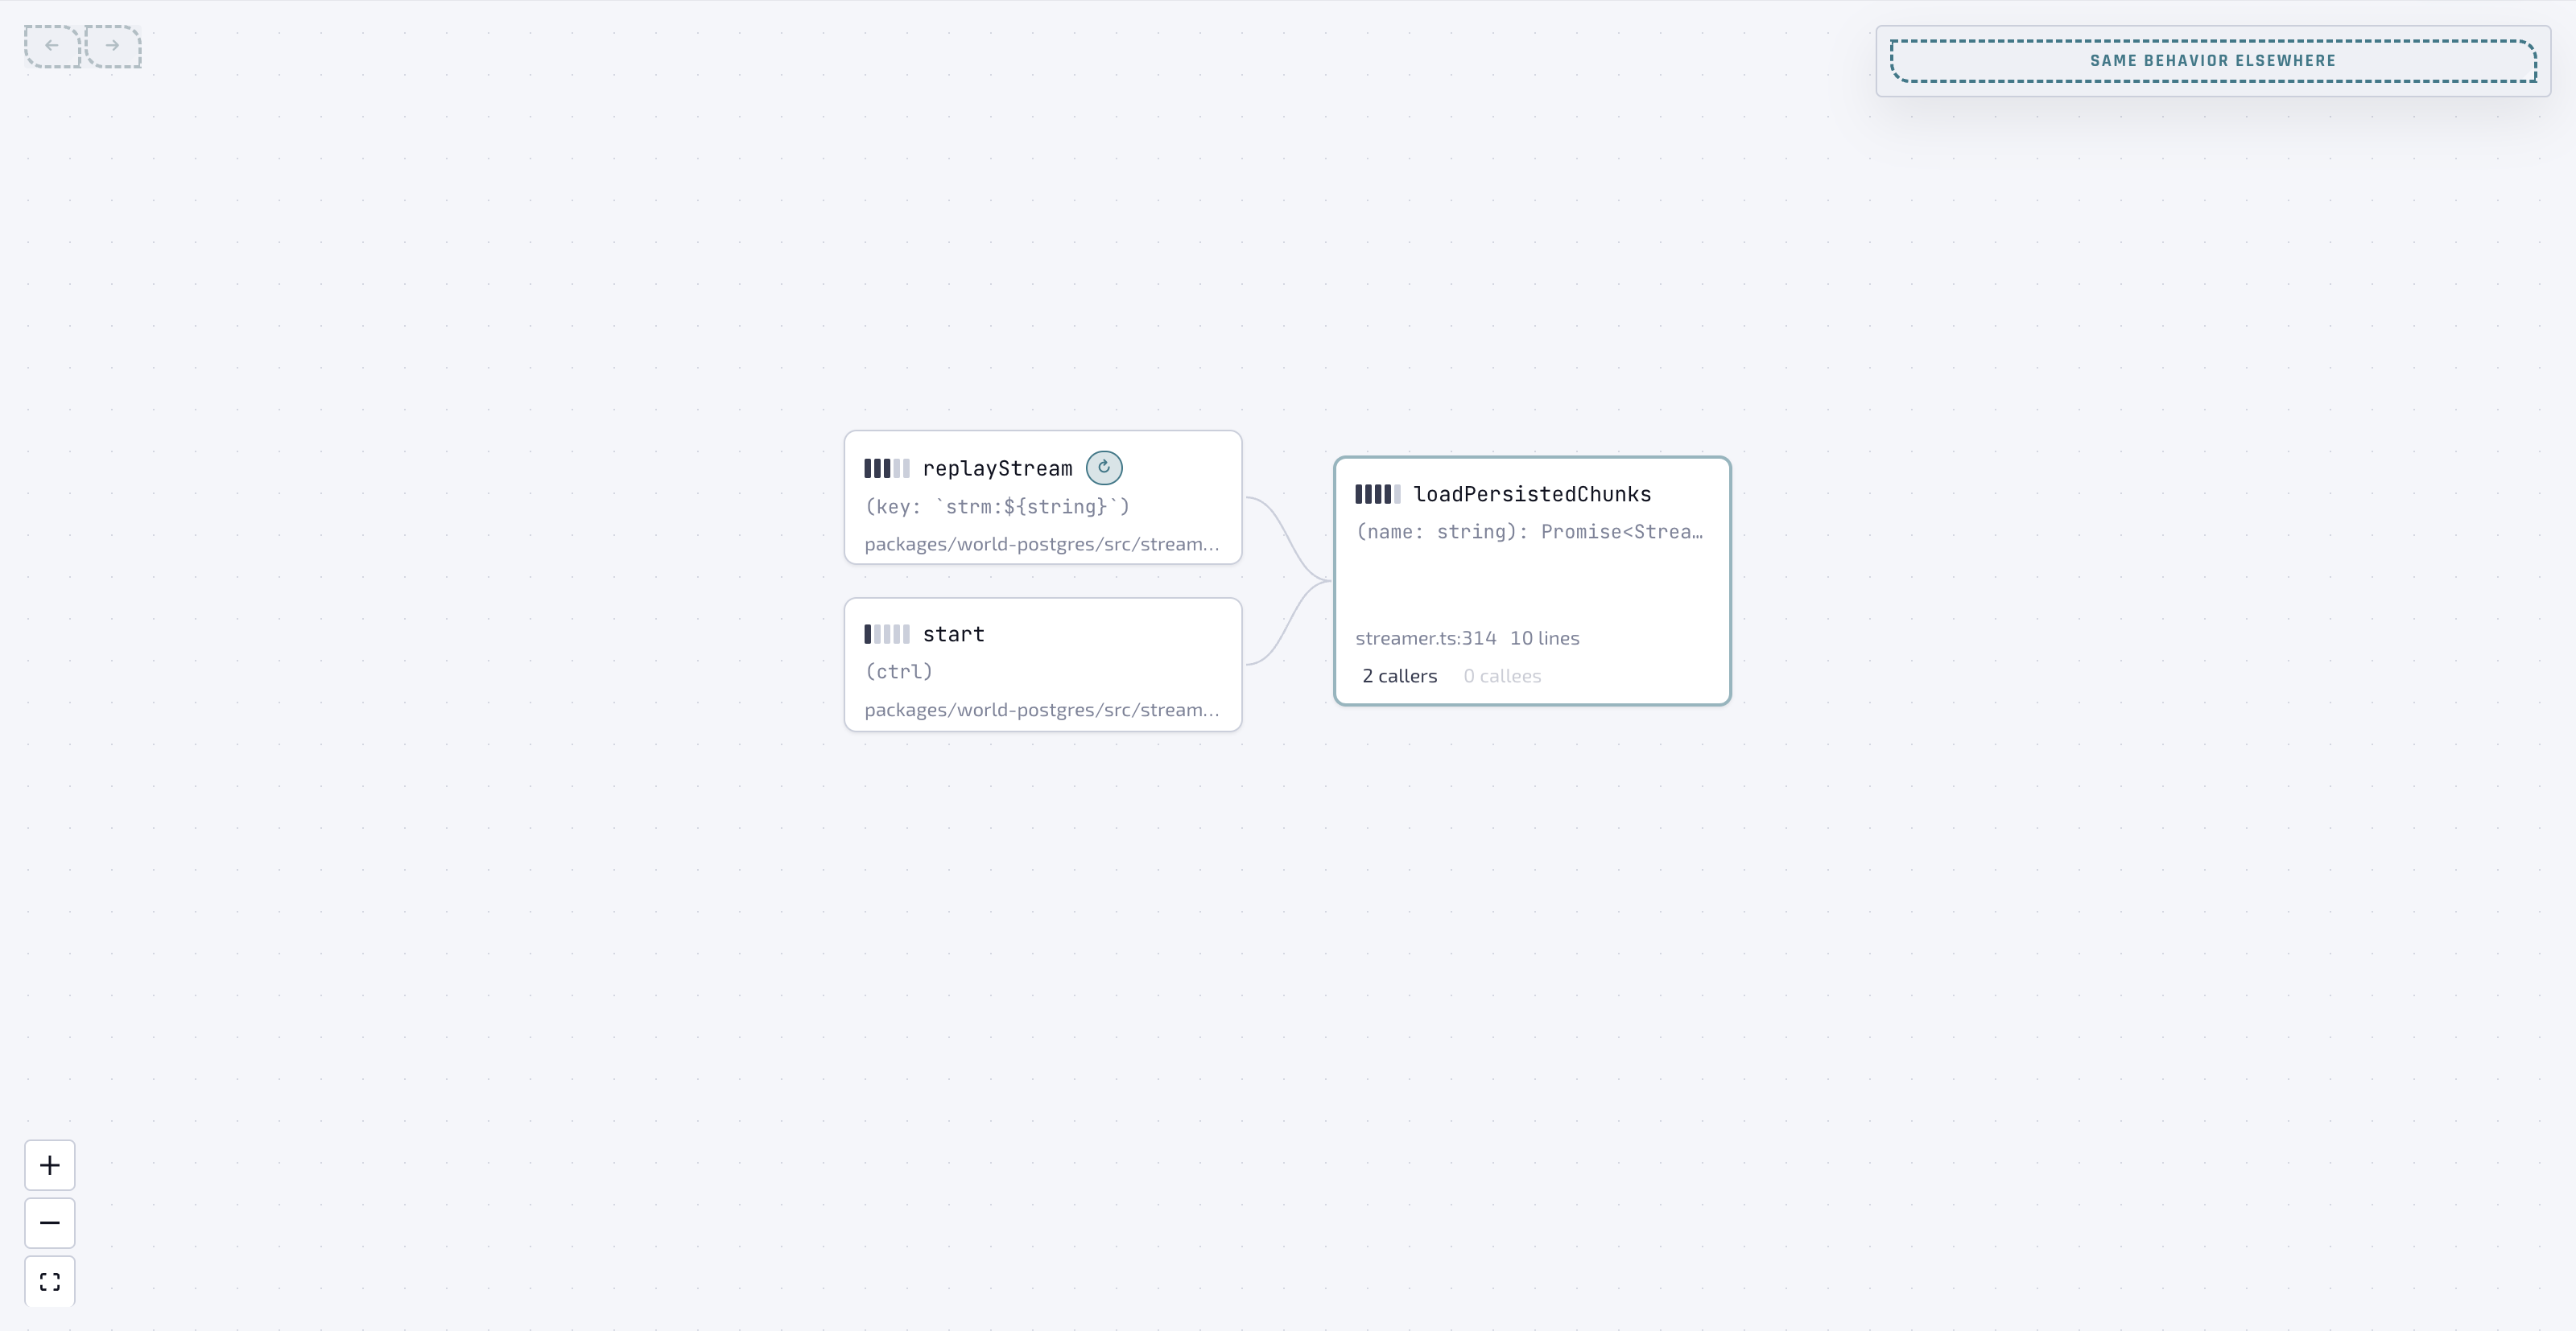 SAME BEHAVIOR ELSEWHERE
replayStream
(key: `strm:${string}`)
packages/world-postgres/src/stream...
start
(ctrl)
packages/world-postgres/src/stream...
loadPersistedChunks
(name: string): Promise<Strea…
streamer.ts:314 10 lines
2 callers 0 callees